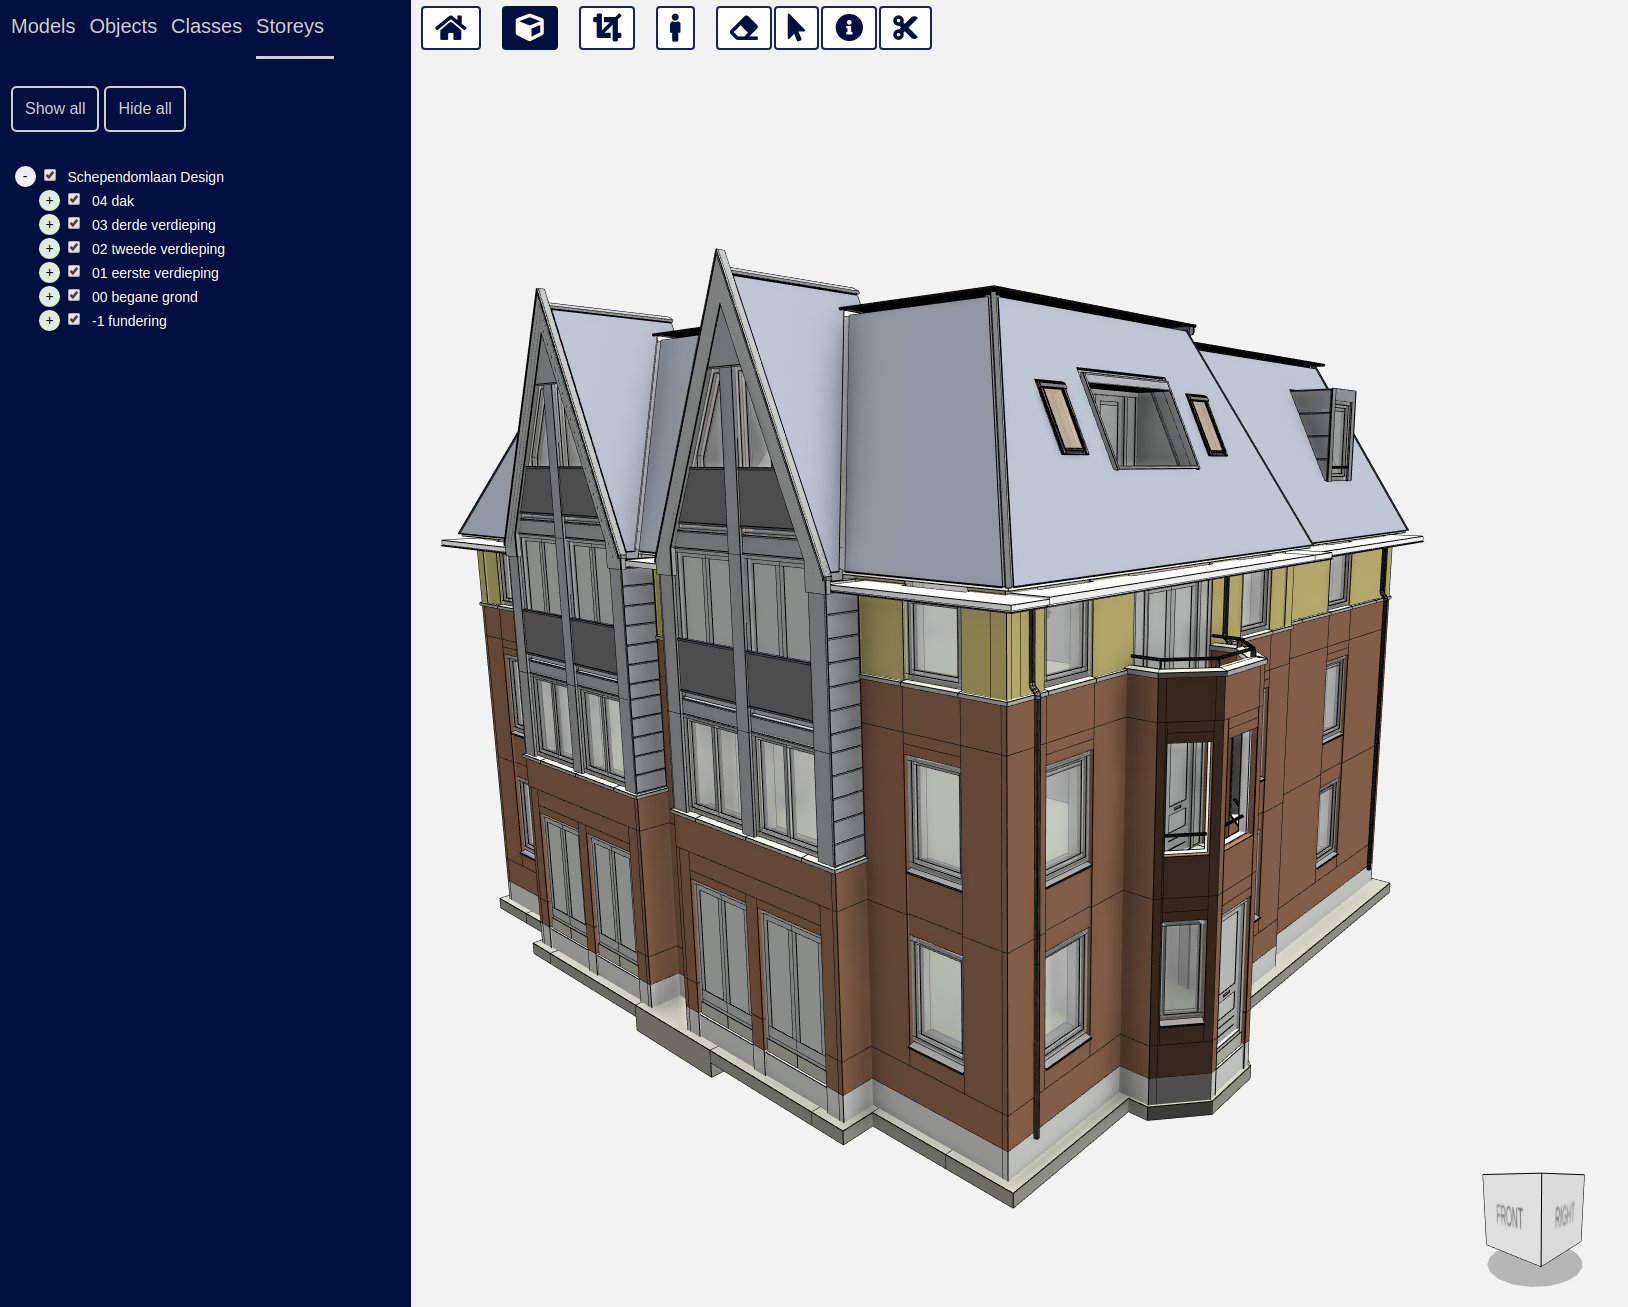 Models Objects Classes Storeys
Show all Hide all
- Schependomlaan Design
+ 04 dak
+ 03 derde verdieping
+ 02 tweede verdieping
+ 01 eerste verdieping
+ 00 begane grond
+ -1 fundering
FRONT RIGHT